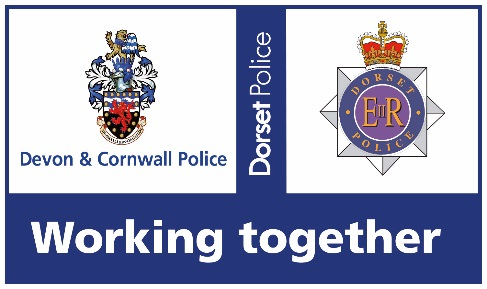 Devon & Cornwall Police
Dorset Police
DORSET
EIIR
POLICE
Working together